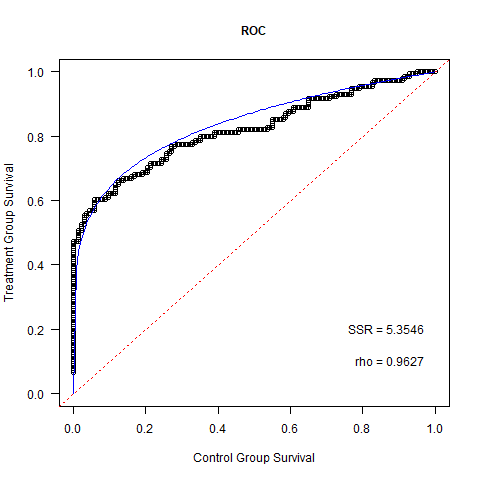 ROC
Treatment Group Survival
1.0
0.8
0.6
0.4
0.2
0.0
SSR = 5.3546
rho = 0.9627
0.0 0.2 0.4 0.6 0.8 1.0
Control Group Survival